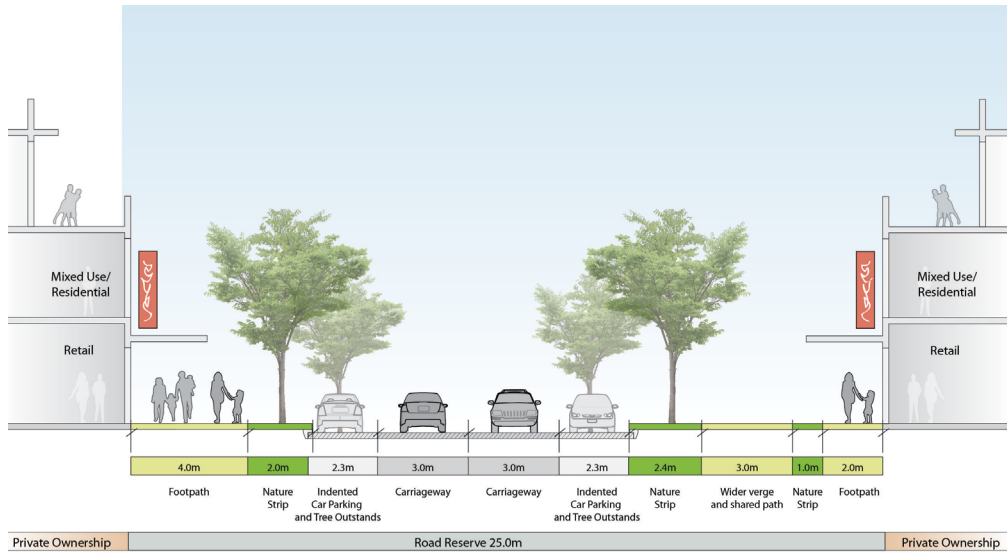 Mixed Use/
Residential
Mixed Use/
Residential
Retail
Retail
4.0m
2.0m
2.3m
3.0m
3.0m
2.3m
2.4m
3.0m
1.0m
2.0m
Footpath
Nature
Strip
Indented
Car Parking
and Tree Outstands
Carriageway
Carriageway
Indented
Car Parking
and Tree Outstands
Nature
Strip
Wider verge
and shared path
Nature
Strip
Footpath
Private Ownership
Road Reserve 25.0m
Private Ownership